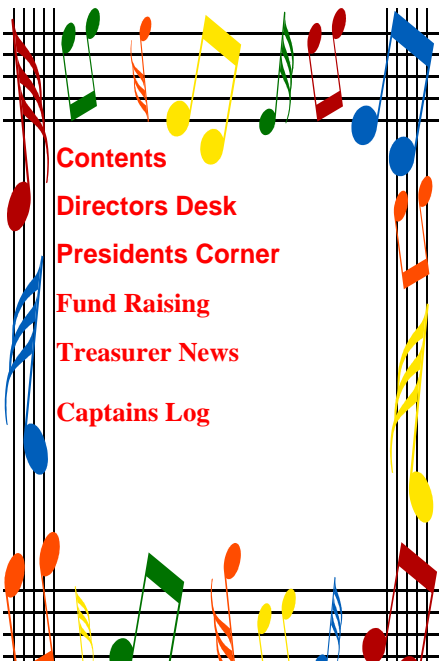 Contents
Directors Desk
Presidents Corner
Fund Raising
Treasurer News
Captains Log